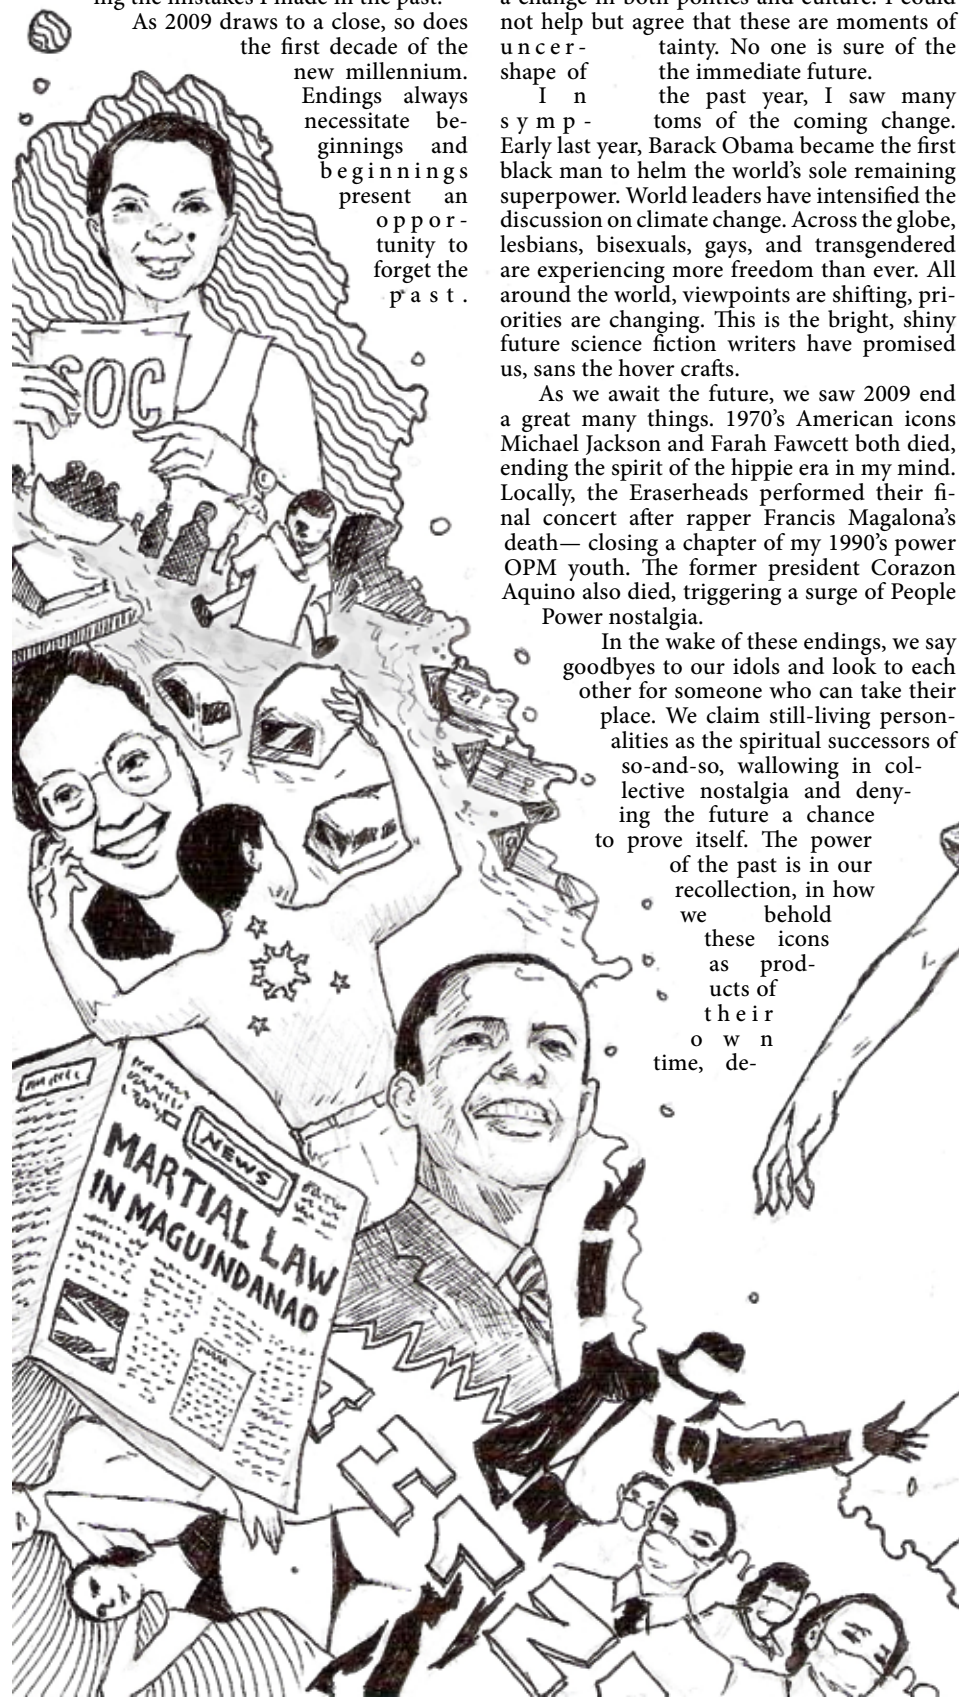 ing the mistakes I made in the past.
As 2009 draws to a close, so does
the first decade of the
new millennium.
Endings always
necessitate be-
ginnings and
beginnings
present an
oppor-
tunity to
forget the
past.
a change in both politics and culture. I could
not help but agree that these are moments of
uncer- tainty. No one is sure of the
shape of the immediate future.
In the past year, I saw many
symp- toms of the coming change.
Early last year, Barack Obama became the first
black man to helm the world's sole remaining
superpower. World leaders have intensified the
discussion on climate change. Across the globe,
lesbians, bisexuals, gays, and transgendered
are experiencing more freedom than ever. All
around the world, viewpoints are shifting, pri-
orities are changing. This is the bright, shiny
future science fiction writers have promised
us, sans the hover crafts.
As we await the future, we saw 2009 end
a great many things. 1970's American icons
Michael Jackson and Farah Fawcett both died,
ending the spirit of the hippie era in my mind.
Locally, the Eraserheads performed their fi-
nal concert after rapper Francis Magalona's
death— closing a chapter of my 1990's power
OPM youth. The former president Corazon
Aquino also died, triggering a surge of People
Power nostalgia.
In the wake of these endings, we say
goodbyes to our idols and look to each
other for someone who can take their
place. We claim still-living person-
alities as the spiritual successors of
so-and-so, wallowing in col-
lective nostalgia and deny-
ing the future a chance
to prove itself. The power
of the past is in our
recollection, in how
we behold
these icons
as prod-
ucts of
their
own
time, de-
COC
NEWS
MARTIAL LAW
IN MAGUINDANAO
AH1N